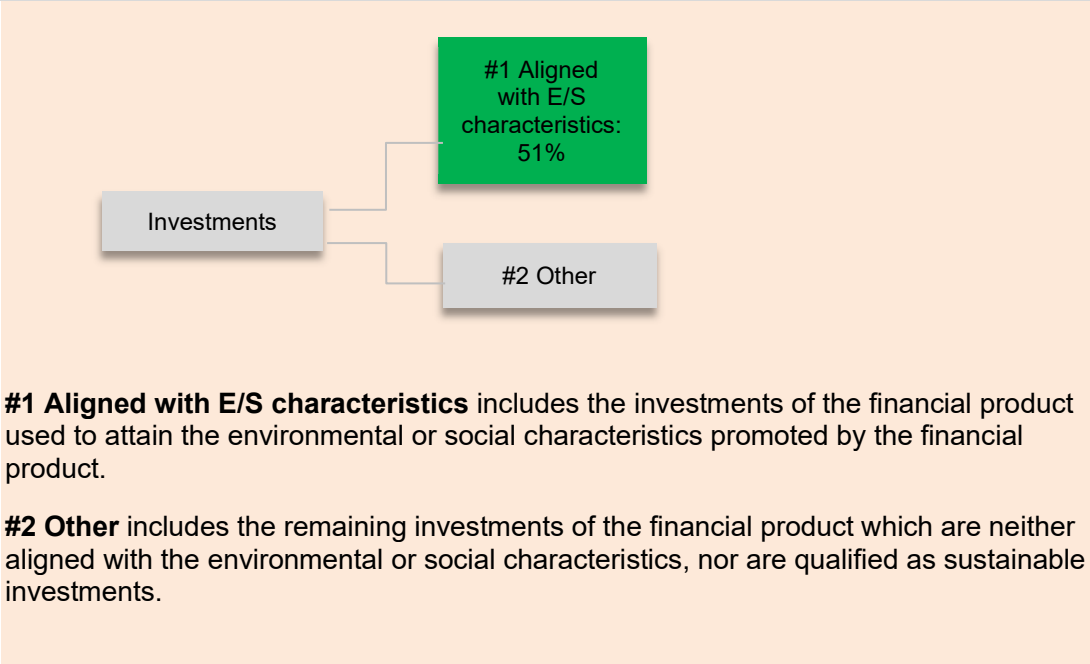 #1 Aligned
with E/S
characteristics:
51%
Investments
#2 Other
#1 Aligned with E/S characteristics includes the investments of the financial product
used to attain the environmental or social characteristics promoted by the financial
product.
#2 Other includes the remaining investments of the financial product which are neither
aligned with the environmental or social characteristics, nor are qualified as sustainable
investments.